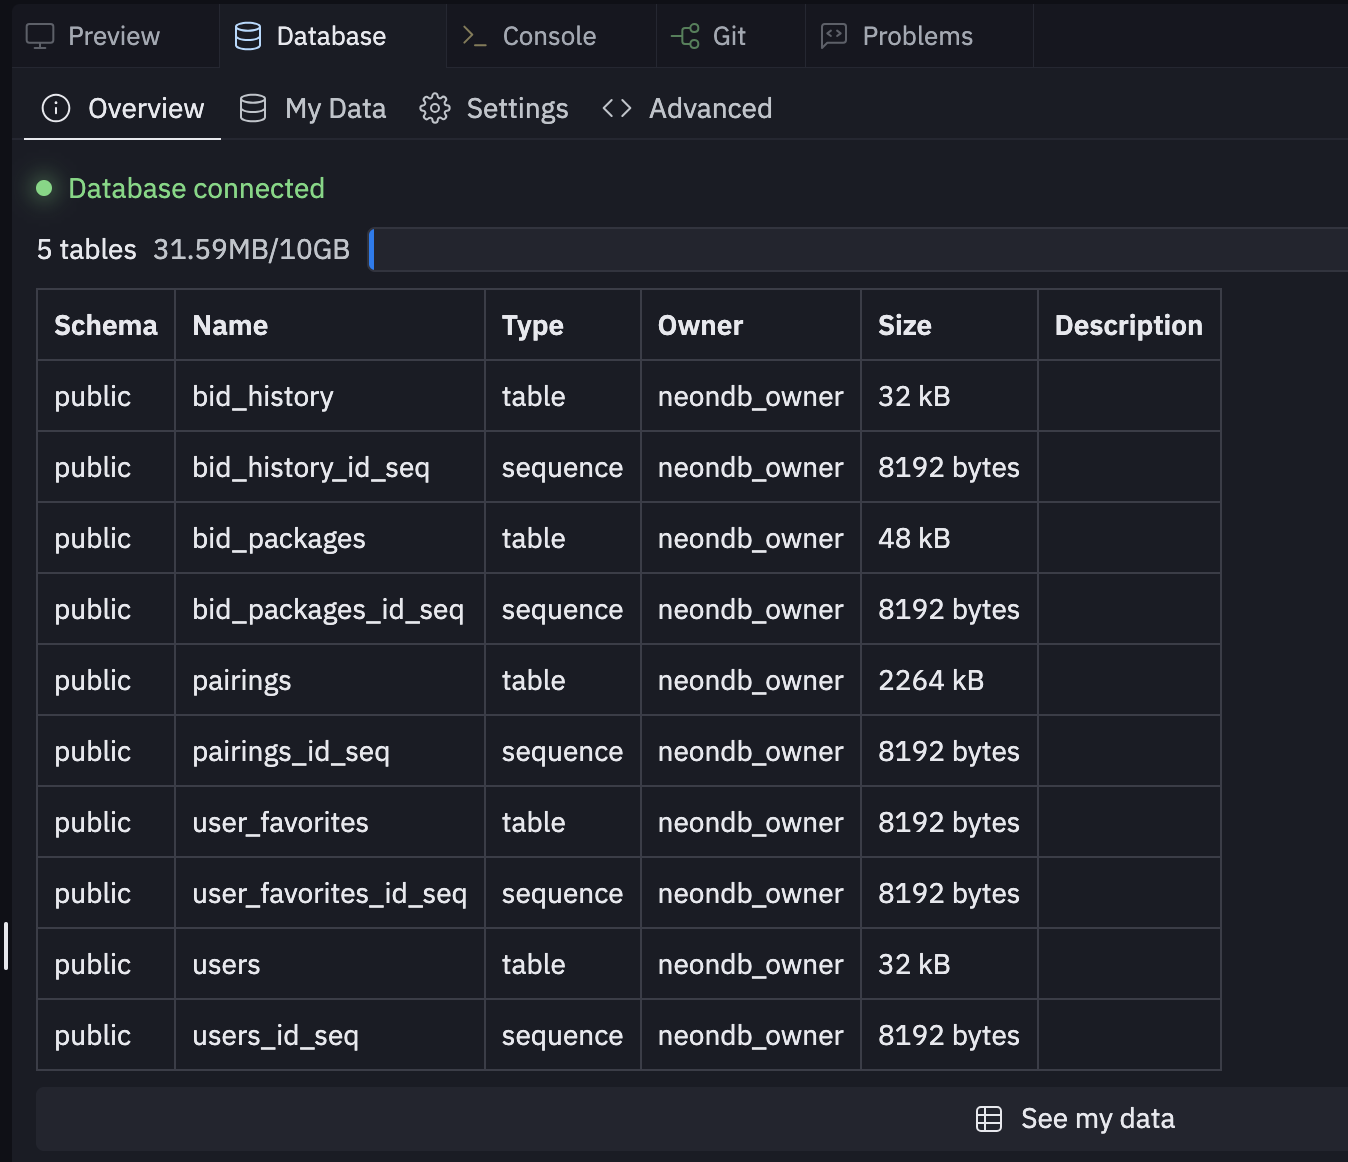 Preview Database Console Git Problems
Overview My Data Settings Advanced
Database connected
5 tables 31.59MB/10GB
Schema Name Type Owner Size Description
public bid_history table neondb_owner 32 kB
public bid_history_id_seq sequence neondb_owner 8192 bytes
public bid_packages table neondb_owner 48 kB
public bid_packages_id_seq sequence neondb_owner 8192 bytes
public pairings table neondb_owner 2264 kB
public pairings_id_seq sequence neondb_owner 8192 bytes
public user_favorites table neondb_owner 8192 bytes
public user_favorites_id_seq sequence neondb_owner 8192 bytes
public users table neondb_owner 32 kB
public users_id_seq sequence neondb_owner 8192 bytes
See my data